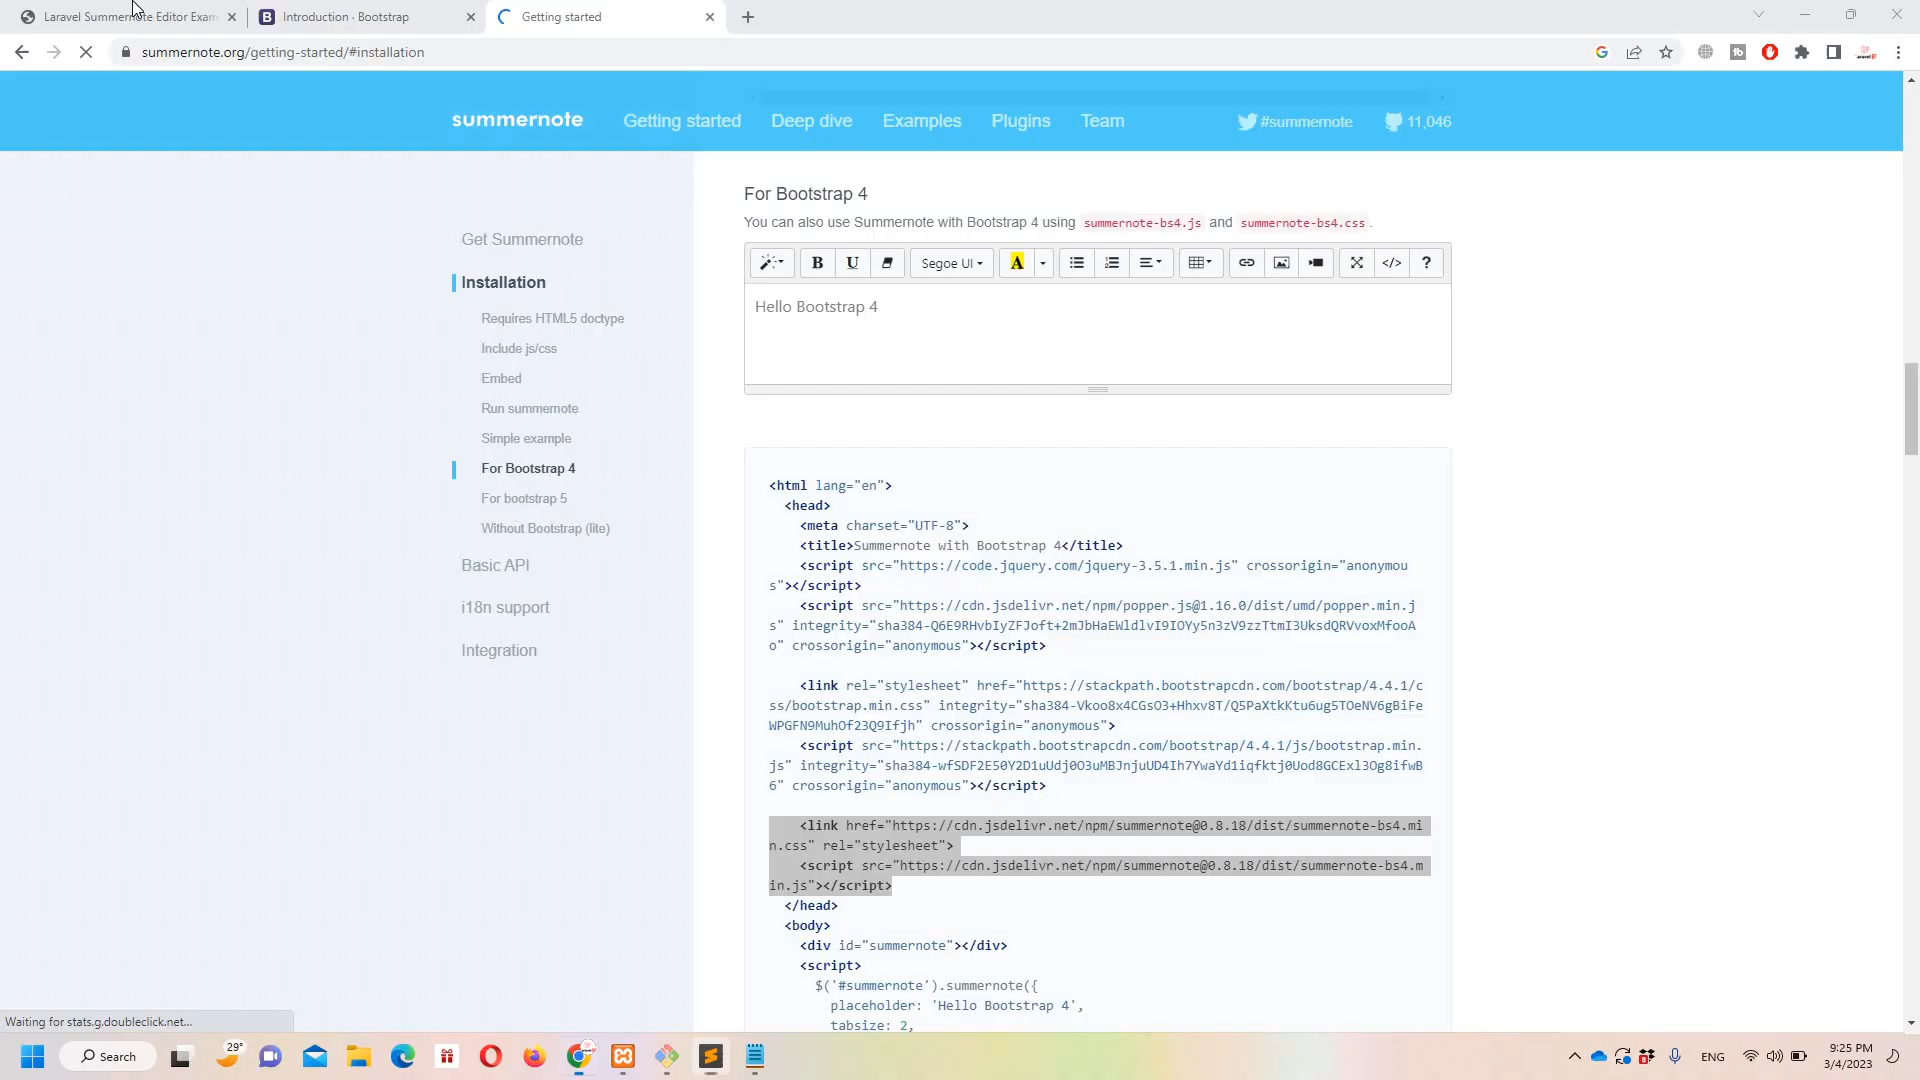 Laravel Summernote Editor Exam
Introduction · Bootstrap
Getting started
summernote.org/getting-started/#installation
summernote
Getting started
Deep dive
Examples
Plugins
Team
#summernote
11,046
Get Summernote
Installation
Requires HTML5 doctype
Include js/css
Embed
Run summernote
Simple example
For Bootstrap 4
For bootstrap 5
Without Bootstrap (lite)
Basic API
i18n support
Integration
For Bootstrap 4
You can also use Summernote with Bootstrap 4 using summernote-bs4.js and summernote-bs4.css.
B U Segoe UI A </> ?
Hello Bootstrap 4
<html lang="en">
<head>
<meta charset="UTF-8">
<title>Summernote with Bootstrap 4</title>
<script src="https://code.jquery.com/jquery-3.5.1.min.js" crossorigin="anonymou
s"></script>
<script src="https://cdn.jsdelivr.net/npm/popper.js@1.16.0/dist/umd/popper.min.j
s" integrity="sha384-Q6E9RHvbIyZFJoft+2mJbHaEWldlvI9IOYy5n3zV9zzTtmI3UksdQRVvoxMfooA
o" crossorigin="anonymous"></script>
<link rel="stylesheet" href="https://stackpath.bootstrapcdn.com/bootstrap/4.4.1/c
ss/bootstrap.min.css" integrity="sha384-Vkoo8x4CGsO3+Hhxv8T/Q5PaXtkKtu6ug5TOeNV6gBiFe
WPGFN9MuhOf23Q9Ifjh" crossorigin="anonymous">
<script src="https://stackpath.bootstrapcdn.com/bootstrap/4.4.1/js/bootstrap.min.
js" integrity="sha384-wfSDF2E50Y2D1uUdj0O3uMBJnjuUD4Ih7YwaYd1iqfktj0Uod8GCExl3Og8ifwB
6" crossorigin="anonymous"></script>
<link href="https://cdn.jsdelivr.net/npm/summernote@0.8.18/dist/summernote-bs4.mi
n.css" rel="stylesheet">
<script src="https://cdn.jsdelivr.net/npm/summernote@0.8.18/dist/summernote-bs4.m
in.js"></script>
</head>
<body>
<div id="summernote"></div>
<script>
$('#summernote').summernote({
placeholder: 'Hello Bootstrap 4',
tabsize: 2,
Waiting for stats.g.doubleclick.net...
Search
29°
ENG
9:25 PM
3/4/2023